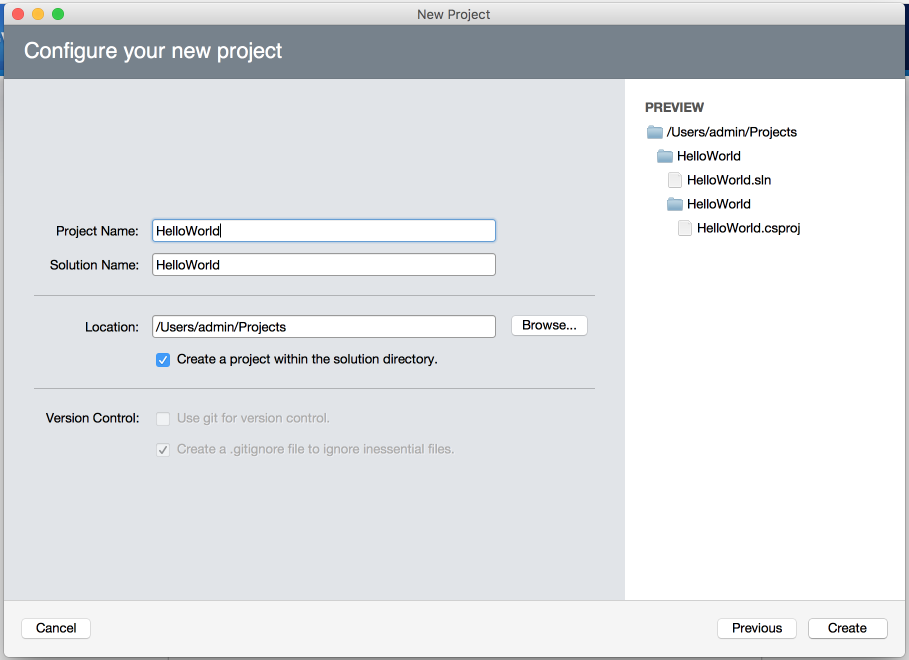 New Project
Configure your new project
Project Name: HelloWorld
Solution Name: HelloWorld
Location: /Users/admin/Projects Browse...
Create a project within the solution directory.
Version Control: Use git for version control.
Create a .gitignore file to ignore inessential files.
PREVIEW
/Users/admin/Projects
HelloWorld
HelloWorld.sln
HelloWorld
HelloWorld.csproj
Cancel Previous Create